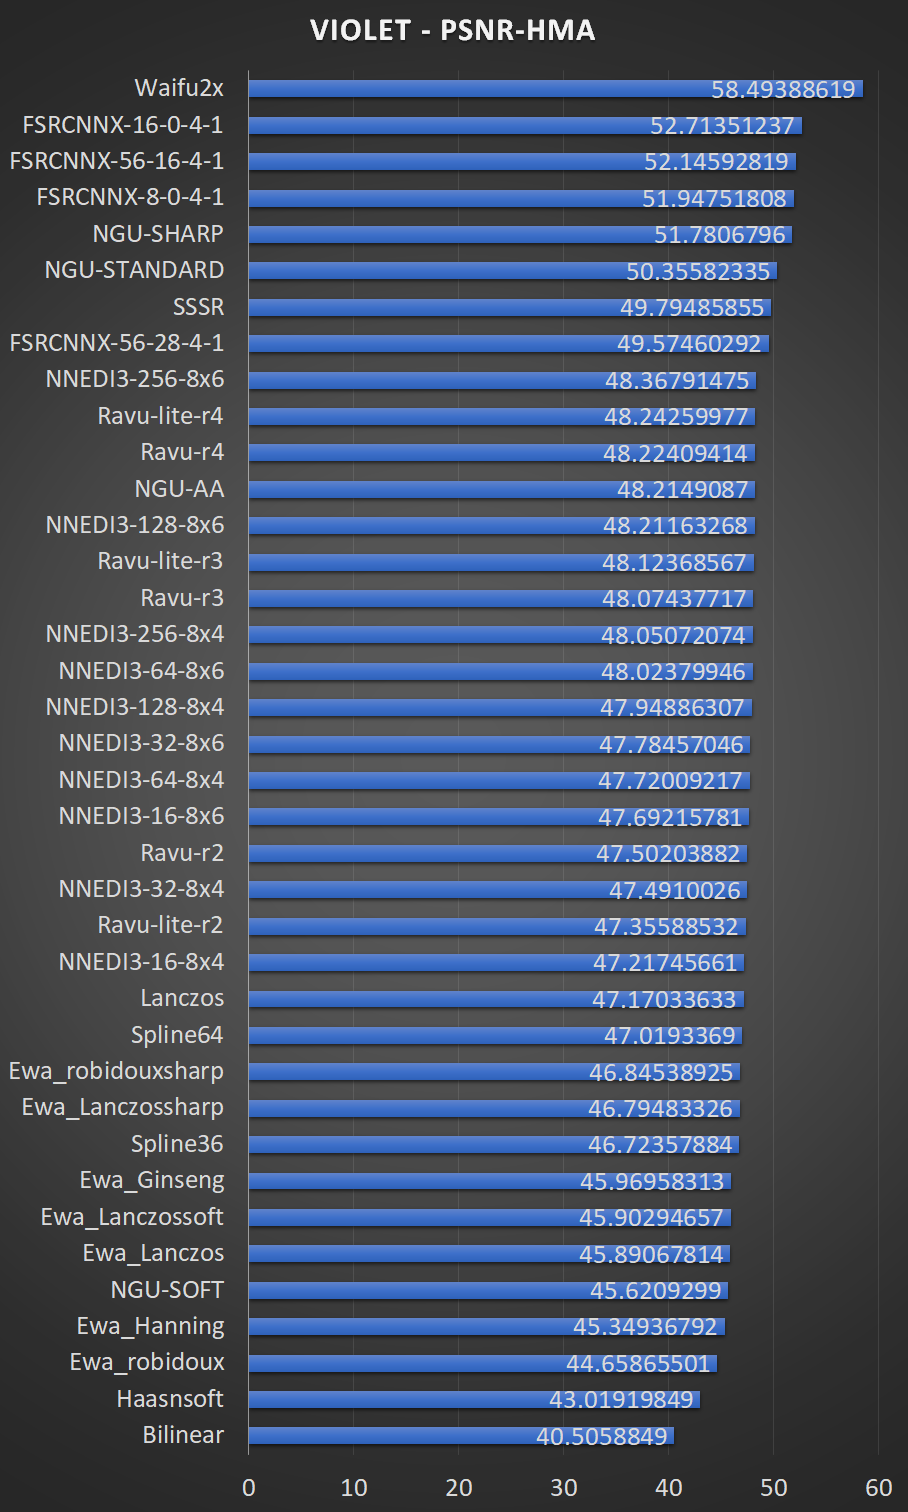 VIOLET - PSNR-HMA
Waifu2x 58.49388619
FSRCNNX-16-0-4-1 52.71351237
FSRCNNX-56-16-4-1 52.14592819
FSRCNNX-8-0-4-1 51.94751808
NGU-SHARP 51.7806796
NGU-STANDARD 50.35582335
SSSR 49.79485855
FSRCNNX-56-28-4-1 49.57460292
NNEDI3-256-8x6 48.36791475
Ravu-lite-r4 48.24259977
Ravu-r4 48.22409414
NGU-AA 48.2149087
NNEDI3-128-8x6 48.21163268
Ravu-lite-r3 48.12368567
Ravu-r3 48.07437717
NNEDI3-256-8x4 48.05072074
NNEDI3-64-8x6 48.02379946
NNEDI3-128-8x4 47.94886307
NNEDI3-32-8x6 47.78457046
NNEDI3-64-8x4 47.72009217
NNEDI3-16-8x6 47.69215781
Ravu-r2 47.50203882
NNEDI3-32-8x4 47.4910026
Ravu-lite-r2 47.35588532
NNEDI3-16-8x4 47.21745661
Lanczos 47.17033633
Spline64 47.0193369
Ewa_robidouxsharp 46.84538925
Ewa_Lanczossharp 46.79483326
Spline36 46.72357884
Ewa_Ginseng 45.96958313
Ewa_Lanczossoft 45.90294657
Ewa_Lanczos 45.89067814
NGU-SOFT 45.6209299
Ewa_Hanning 45.34936792
Ewa_robidoux 44.65865501
Haasnsoft 43.01919849
Bilinear 40.5058849
0 10 20 30 40 50 60